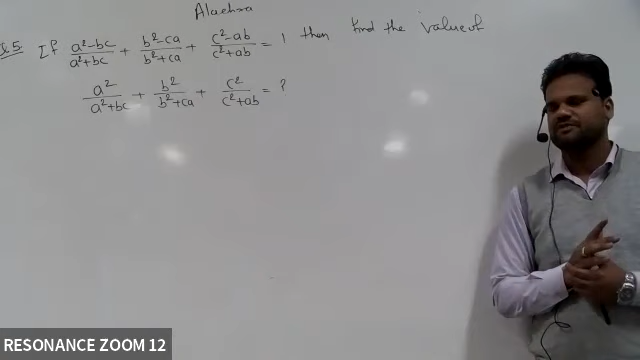 Algebra
Q5. If (a²-bc)/(a²+bc) + (b²-ca)/(b²+ca) + (c²-ab)/(c²+ab) = 1 then find the value of
a²/(a²+bc) + b²/(b²+ca) + c²/(c²+ab) = ?
RESONANCE ZOOM 12